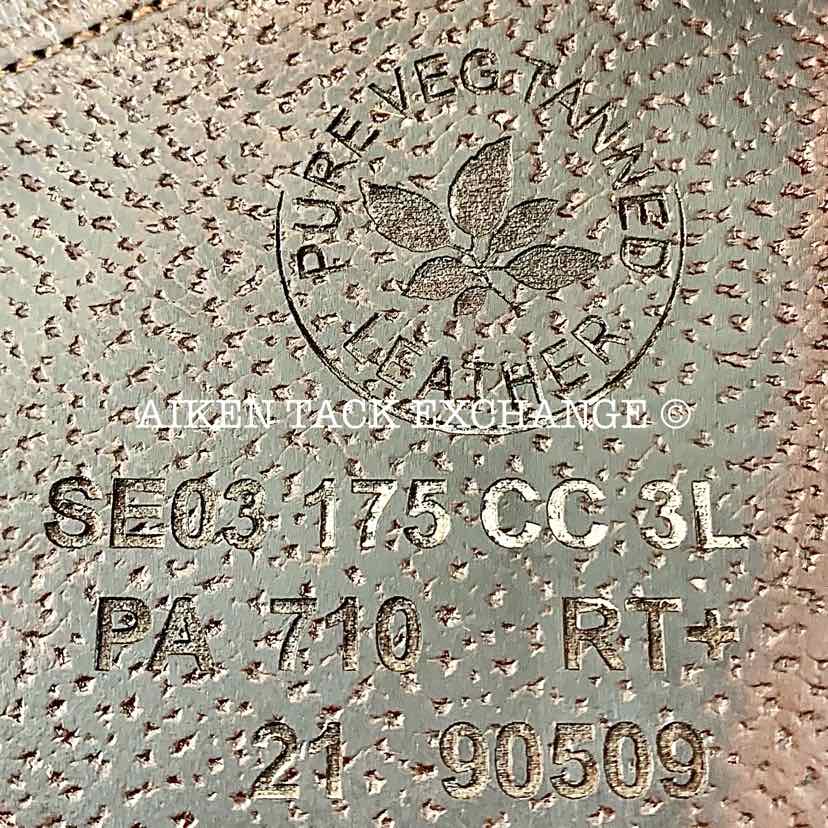 PURE VEG TANNED
LEATHER
AIKEN TACK EXCHANGE ©
SE03 175 CC 3L
PA 710 RT+
21 90509